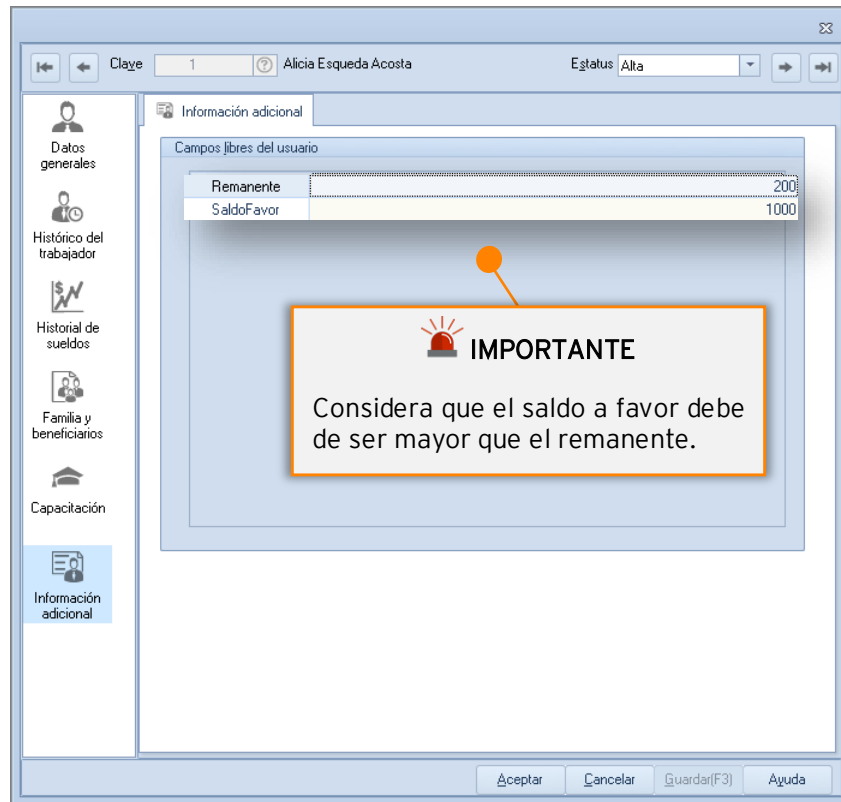 Clave 1 Alicia Esqueda Acosta Estatus Alta
Datos
generales
Histórico del
trabajador
Historial de
sueldos
Familia y
beneficiarios
Capacitación
Información
adicional
Información adicional
Campos libres del usuario
Remanente 200
SaldoFavor 1000
IMPORTANTE
Considera que el saldo a favor debe
de ser mayor que el remanente.
Aceptar Cancelar Guardar(F3) Ayuda